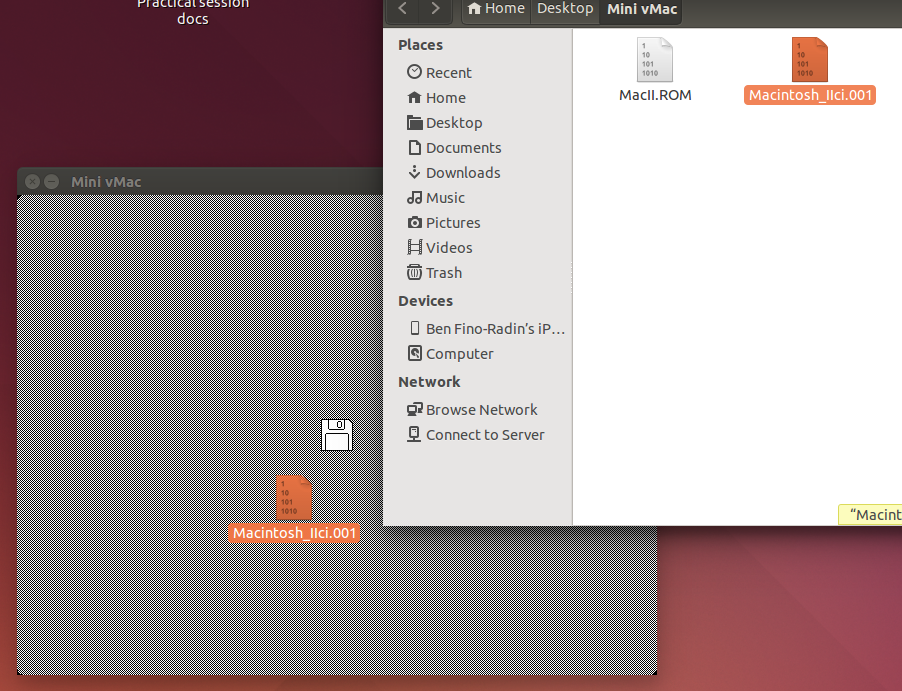 Practical session
docs
Home
Desktop
Mini vMac
Places
Recent
Home
Desktop
Documents
Downloads
Music
Pictures
Videos
Trash
Devices
Ben Fino-Radin's iP...
Computer
Network
Browse Network
Connect to Server
1
10
101
1010
MacII.ROM
1
10
101
1010
Macintosh_IIci.001
"Macint
Mini vMac
0
1
10
101
1010
Macintosh_IIci.001